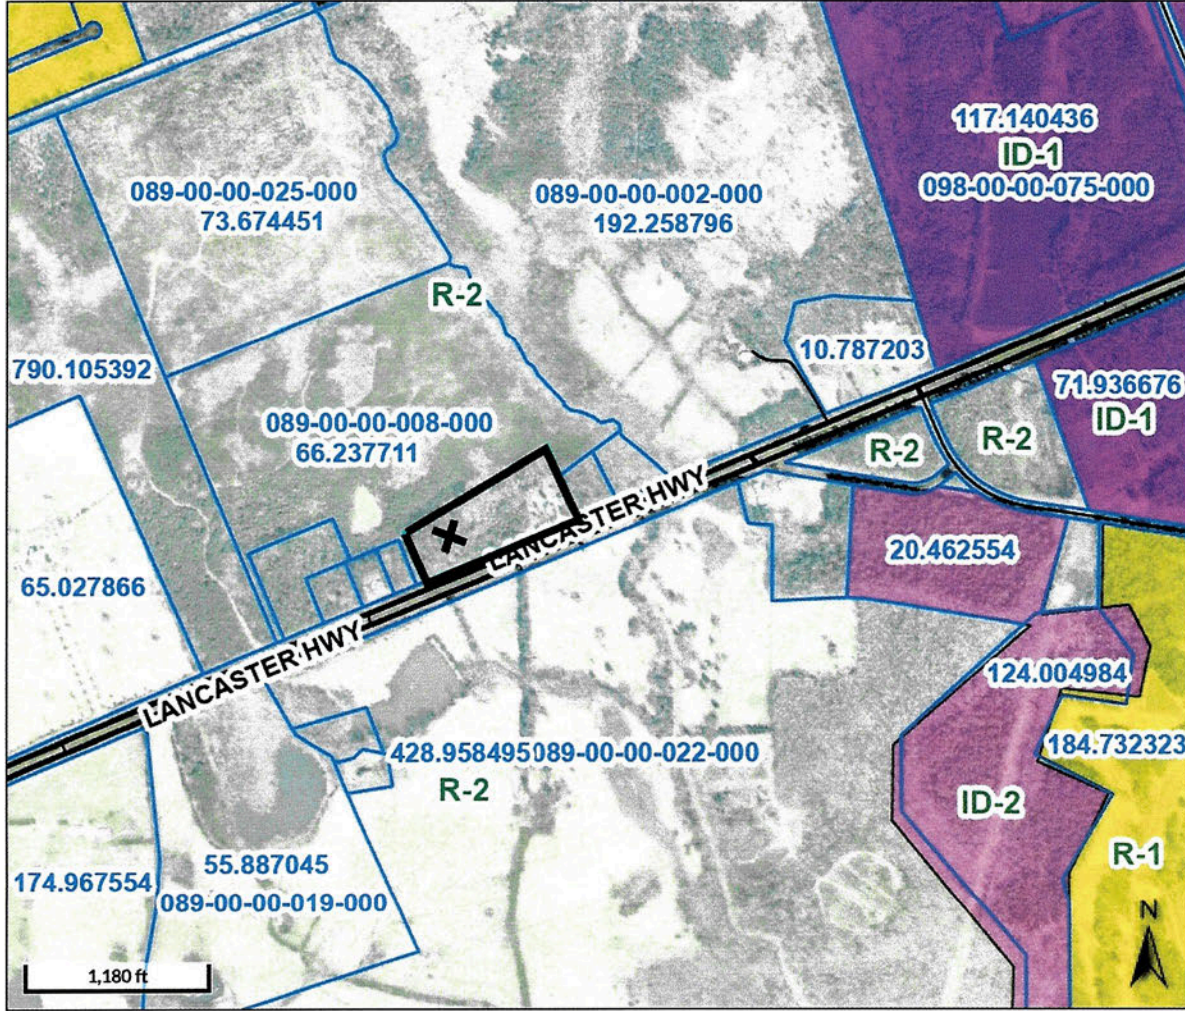 117.140436
ID-1
098-00-00-075-000
089-00-00-025-000
73.674451
089-00-00-002-000
192.258796
R-2
790.105392
10.787203
71.936676
ID-1
089-00-00-008-000
66.237711
R-2
R-2
LANCASTER HWY
20.462554
65.027866
LANCASTER HWY
124.004984
428.958495089-00-00-022-000
184.732323
R-2
ID-2
R-1
55.887045
174.967554
089-00-00-019-000
N
1,180 ft